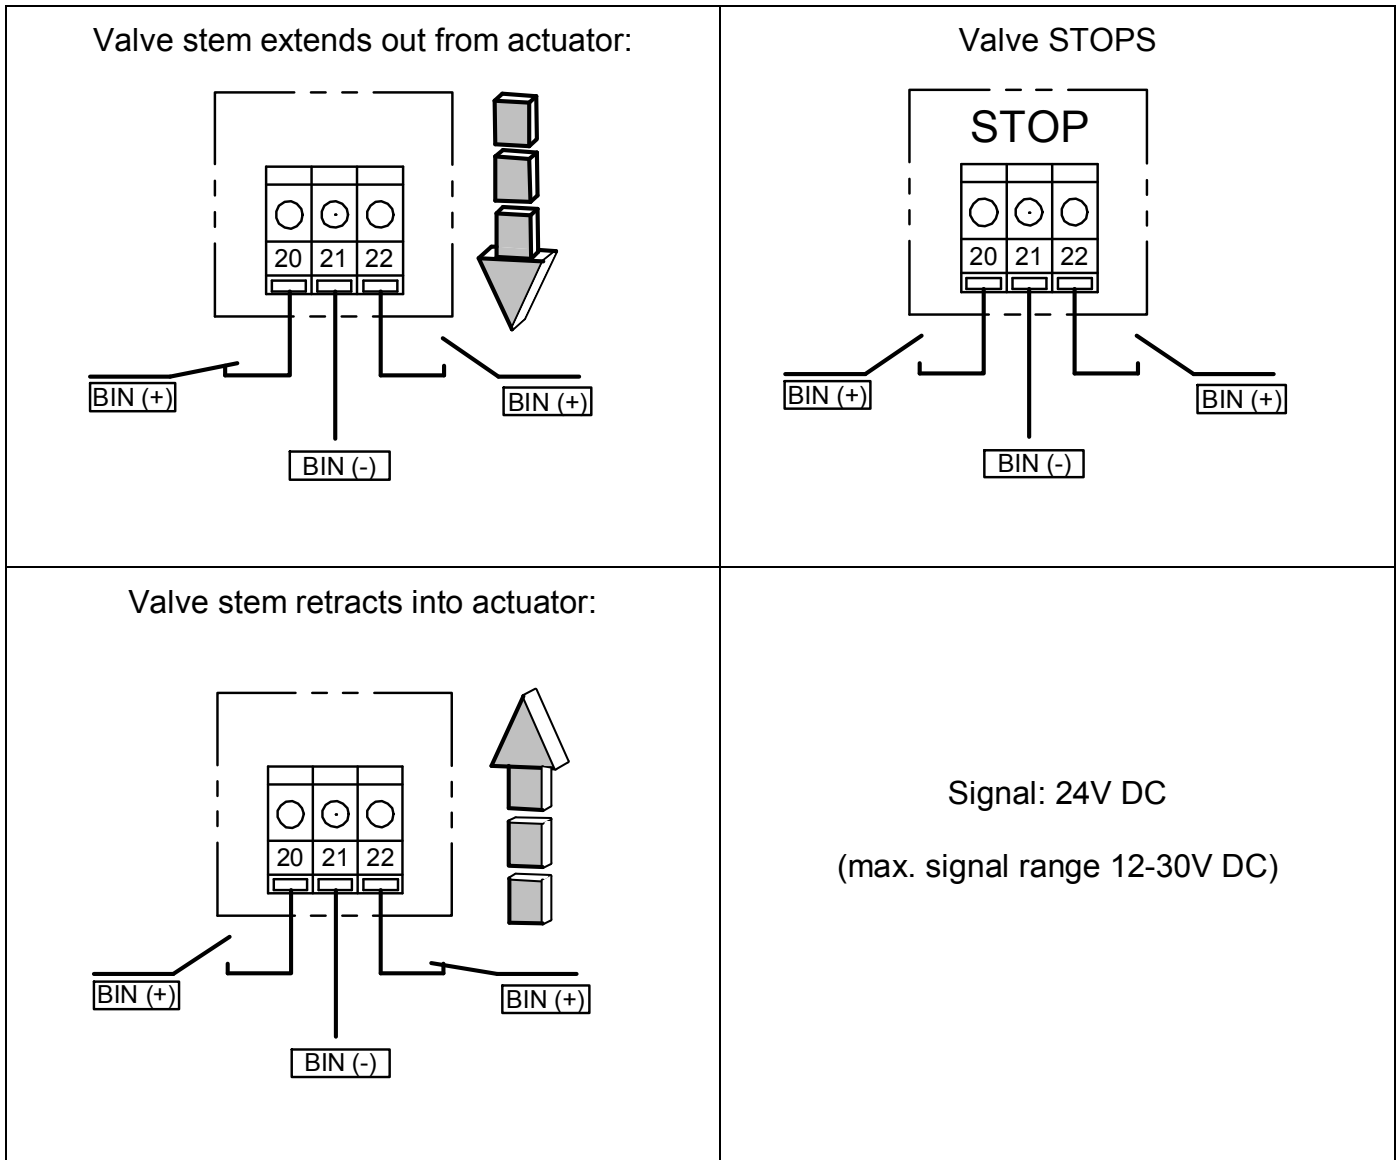 Valve stem extends out from actuator:
20 21 22
BIN (+)
BIN (+)
BIN (-)
Valve STOPS
STOP
20 21 22
BIN (+)
BIN (+)
BIN (-)
Valve stem retracts into actuator:
20 21 22
BIN (+)
BIN (+)
BIN (-)
Signal: 24V DC
(max. signal range 12-30V DC)